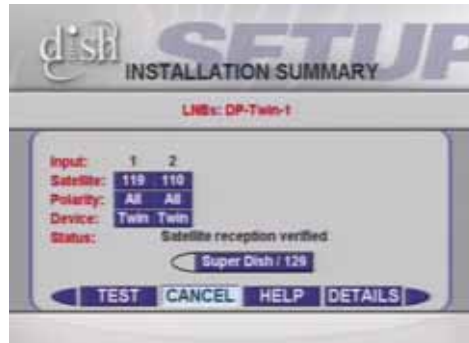 dish
SETUP
INSTALLATION SUMMARY
LNBs: DP-Twin-1
Input: 1 2
Satellite: 119 110
Polarity: All All
Device: Twin Twin
Status: Satellite reception verified
Super Dish / 129
TEST CANCEL HELP DETAILS